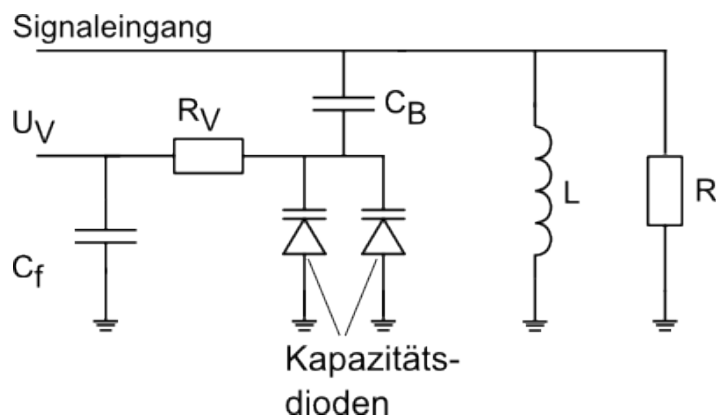 Signaleingang
U_V
R_V
C_B
L
R
C_f
Kapazitäts-
dioden